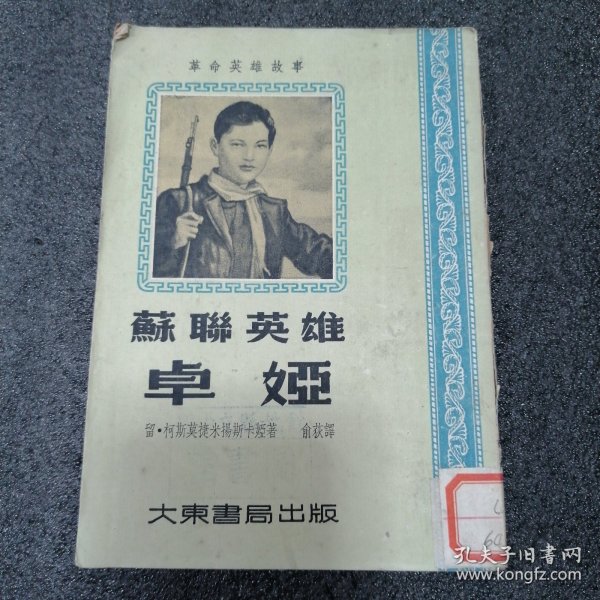 革命英雄故事
蘇聯英雄
卓婭
留·柯斯莫捷米揚斯卡婭著 俞荻譯
大東書局出版
孔夫子旧书网
www.kongfz.com